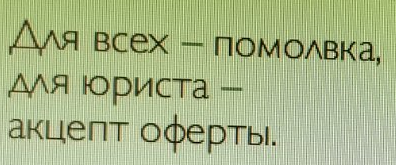 Для всех – помолвка,
для юриста –
акцепт оферты.